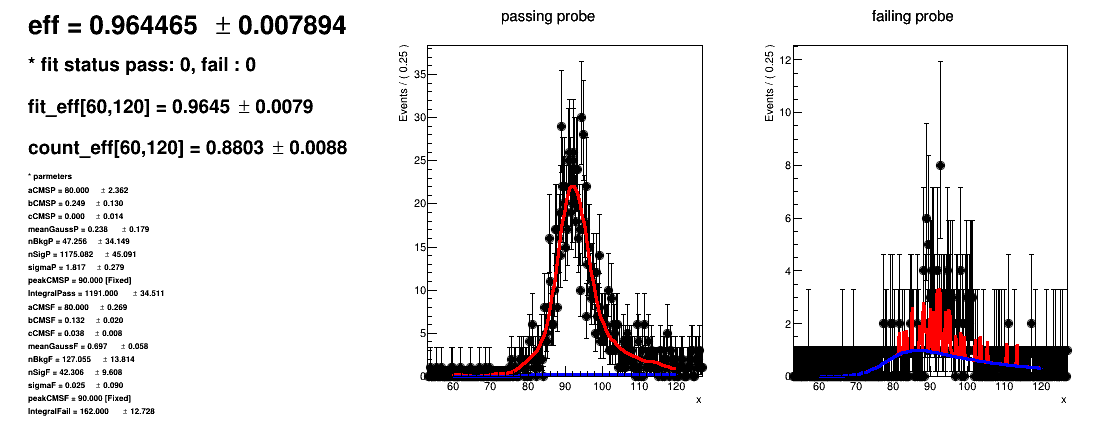 eff = 0.964465 ± 0.007894
* fit status pass: 0, fail : 0
fit_eff[60,120] = 0.9645 ± 0.0079
count_eff[60,120] = 0.8803 ± 0.0088
* parmeters
aCMSP = 80.000 ± 2.362
bCMSP = 0.249 ± 0.130
cCMSP = 0.000 ± 0.014
meanGaussP = 0.238 ± 0.179
nBkgP = 47.256 ± 34.149
nSigP = 1175.082 ± 45.091
sigmaP = 1.817 ± 0.279
peakCMSP = 90.000 [Fixed]
IntegralPass = 1191.000 ± 34.511
aCMSF = 80.000 ± 0.269
bCMSF = 0.132 ± 0.020
cCMSF = 0.038 ± 0.008
meanGaussF = 0.697 ± 0.058
nBkgF = 127.055 ± 13.814
nSigF = 42.306 ± 9.608
sigmaF = 0.025 ± 0.090
peakCMSF = 90.000 [Fixed]
IntegralFail = 162.000 ± 12.728
passing probe
Events / ( 0.25 )
35
30
25
20
15
10
5
0
60 70 80 90 100 110 120
x
failing probe
Events / ( 0.25 )
12
10
8
6
4
2
0
60 70 80 90 100 110 120
x